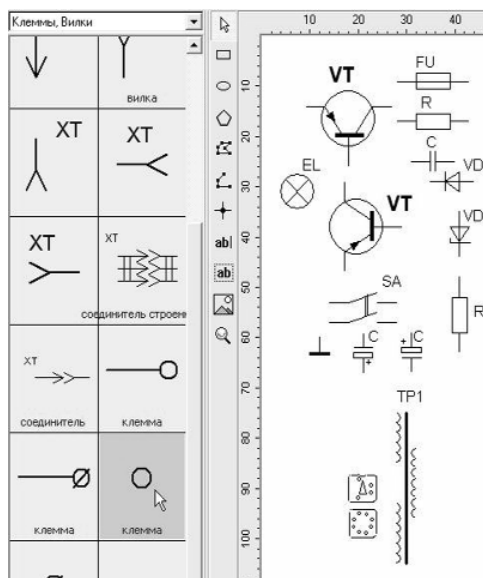 Клеммы, Вилки
вилка
XT
XT
XT
XT
соединитель строенн
XT
соединитель
клемма
клемма
клемма
ab|
ab
10
20
30
40
10
20
30
40
50
60
70
80
90
100
FU
VT
R
C
EL
VD
VT
VD
SA
R
C
C
+
+
TP1